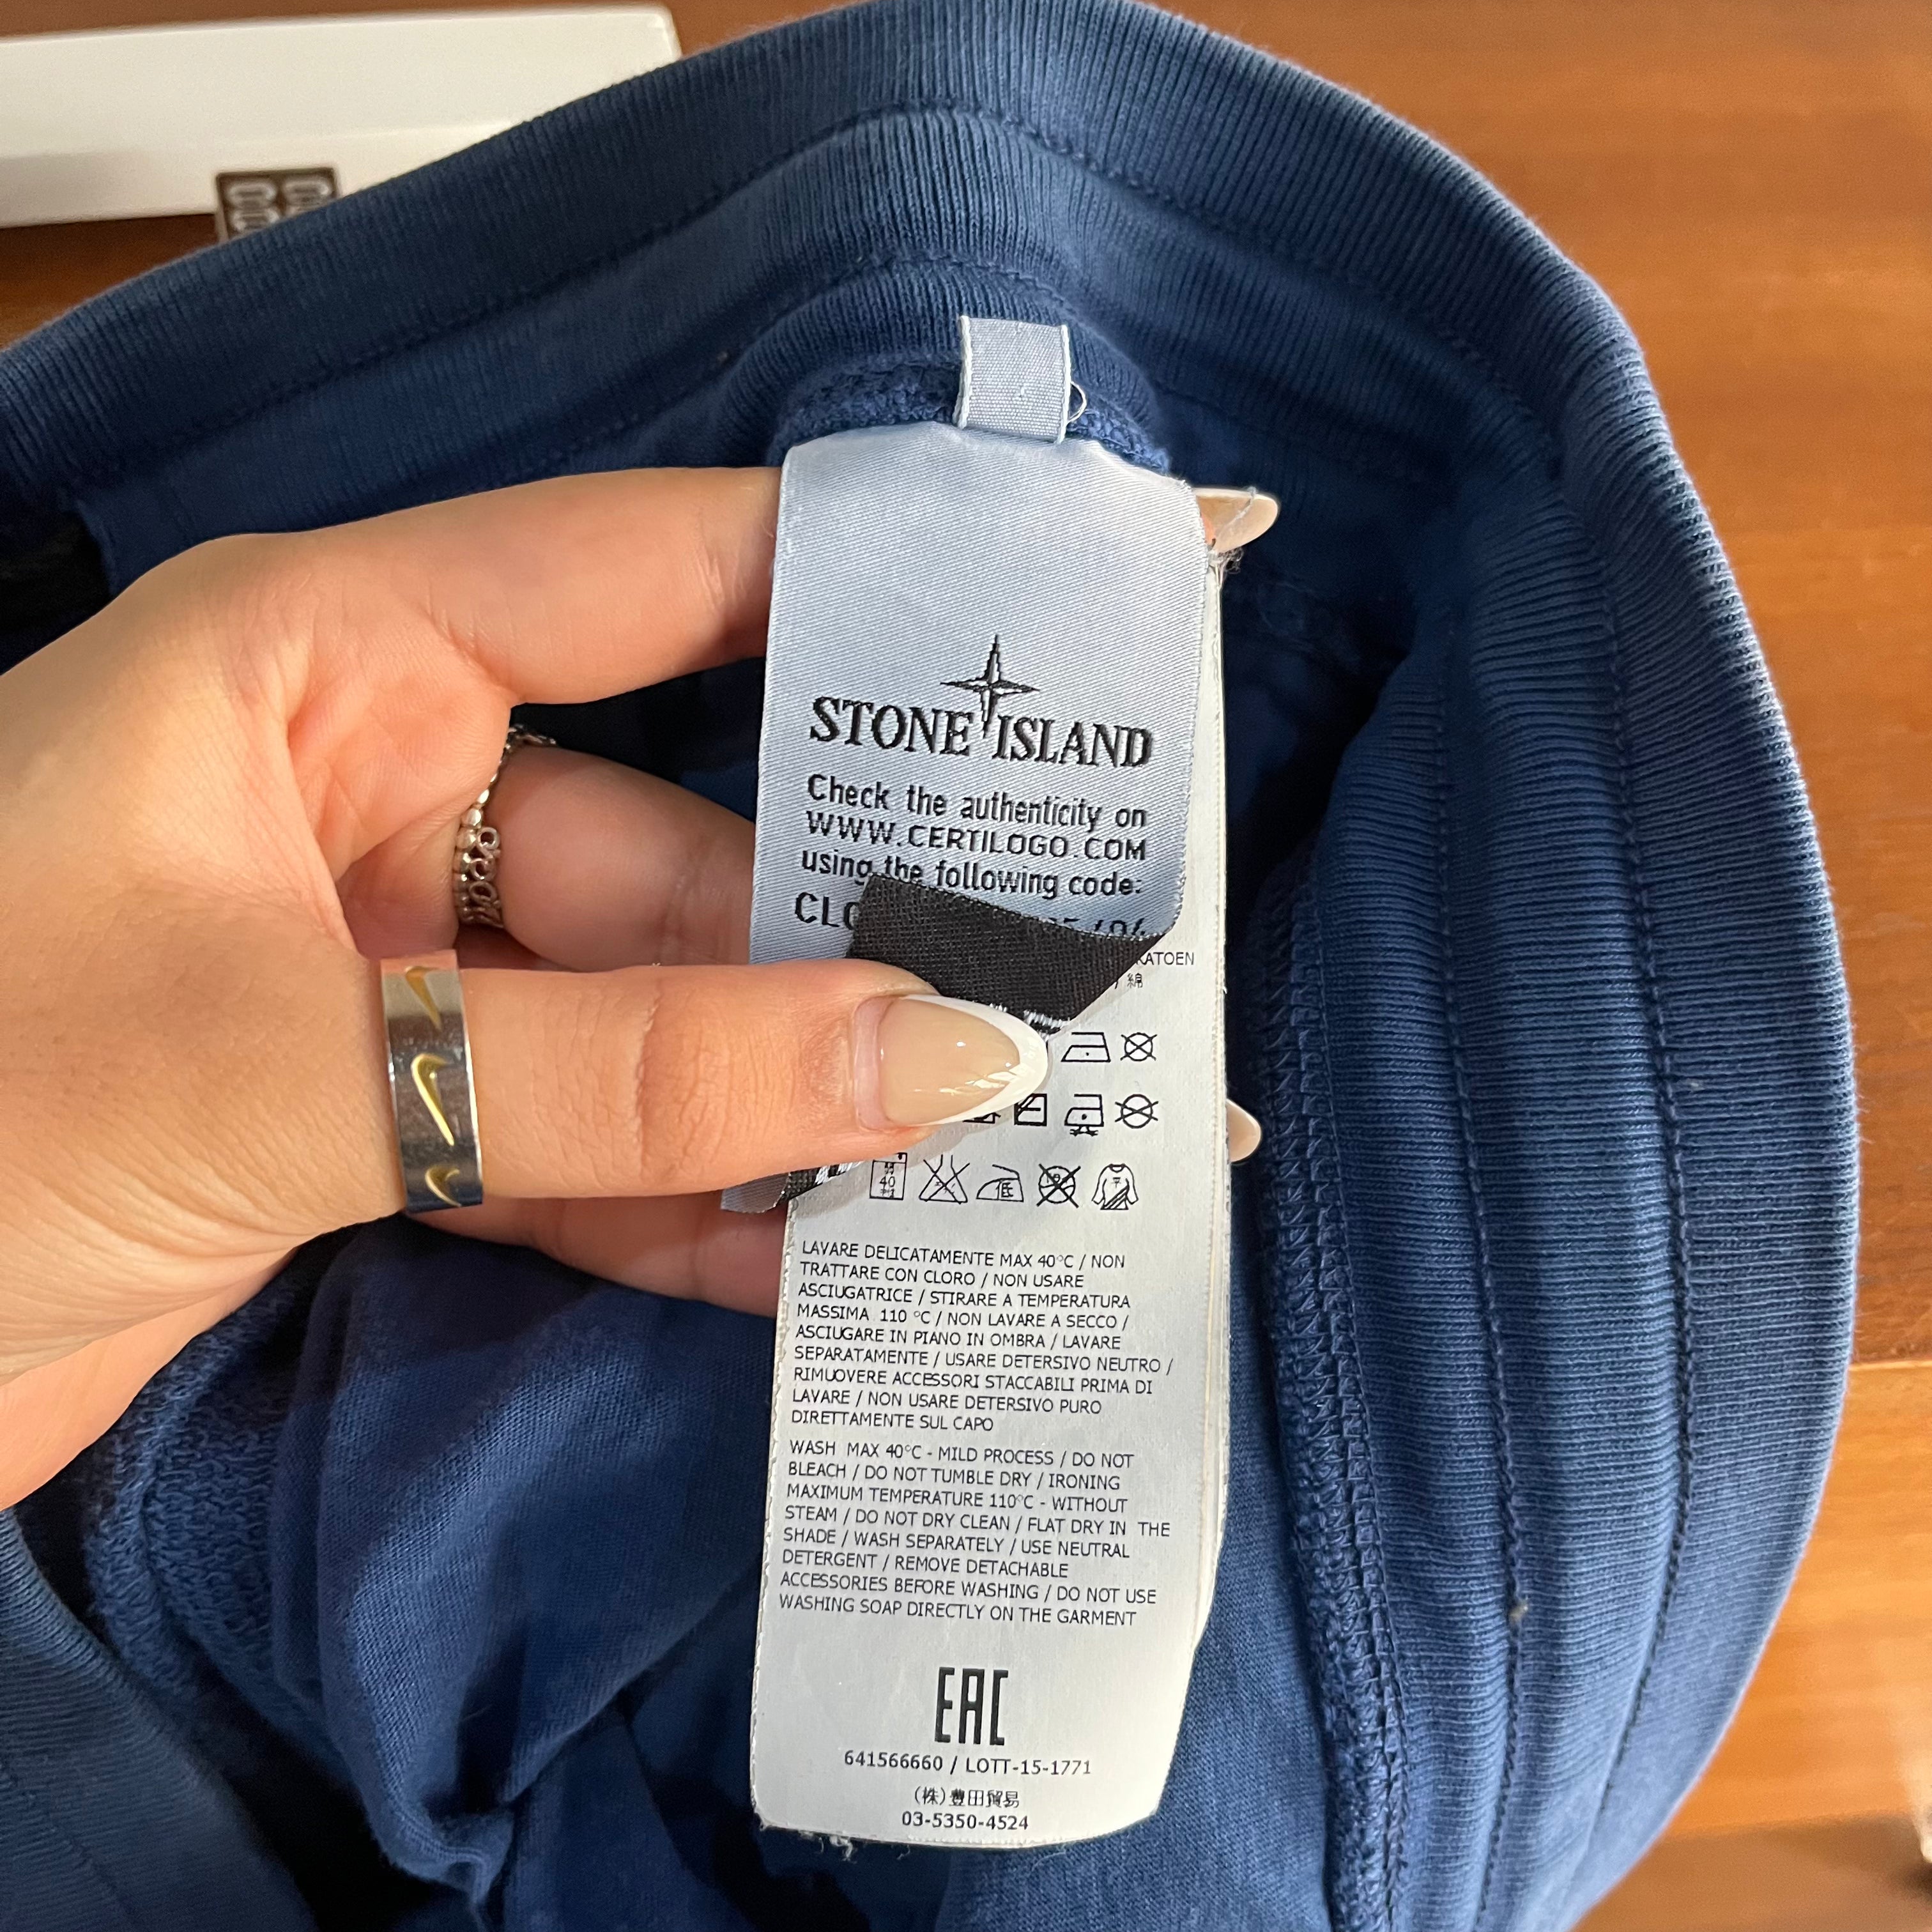 STONE ISLAND
Check the authenticity on
WWW.CERTILOGO.COM
using the following code:
CLG
KATOEN
/ 綿
40
LAVARE DELICATAMENTE MAX 40°C / NON
TRATTARE CON CLORO / NON USARE
ASCIUGATRICE / STIRARE A TEMPERATURA
MASSIMA 110 °C / NON LAVARE A SECCO /
ASCIUGARE IN PIANO IN OMBRA / LAVARE
SEPARATAMENTE / USARE DETERSIVO NEUTRO /
RIMUOVERE ACCESSORI STACCABILI PRIMA DI
LAVARE / NON USARE DETERSIVO PURO
DIRETTAMENTE SUL CAPO
WASH MAX 40°C - MILD PROCESS / DO NOT
BLEACH / DO NOT TUMBLE DRY / IRONING
MAXIMUM TEMPERATURE 110°C - WITHOUT
STEAM / DO NOT DRY CLEAN / FLAT DRY IN THE
SHADE / WASH SEPARATELY / USE NEUTRAL
DETERGENT / REMOVE DETACHABLE
ACCESSORIES BEFORE WASHING / DO NOT USE
WASHING SOAP DIRECTLY ON THE GARMENT
EAC
641566660 / LOTT-15-1771
(株)豊田貿易
03-5350-4524